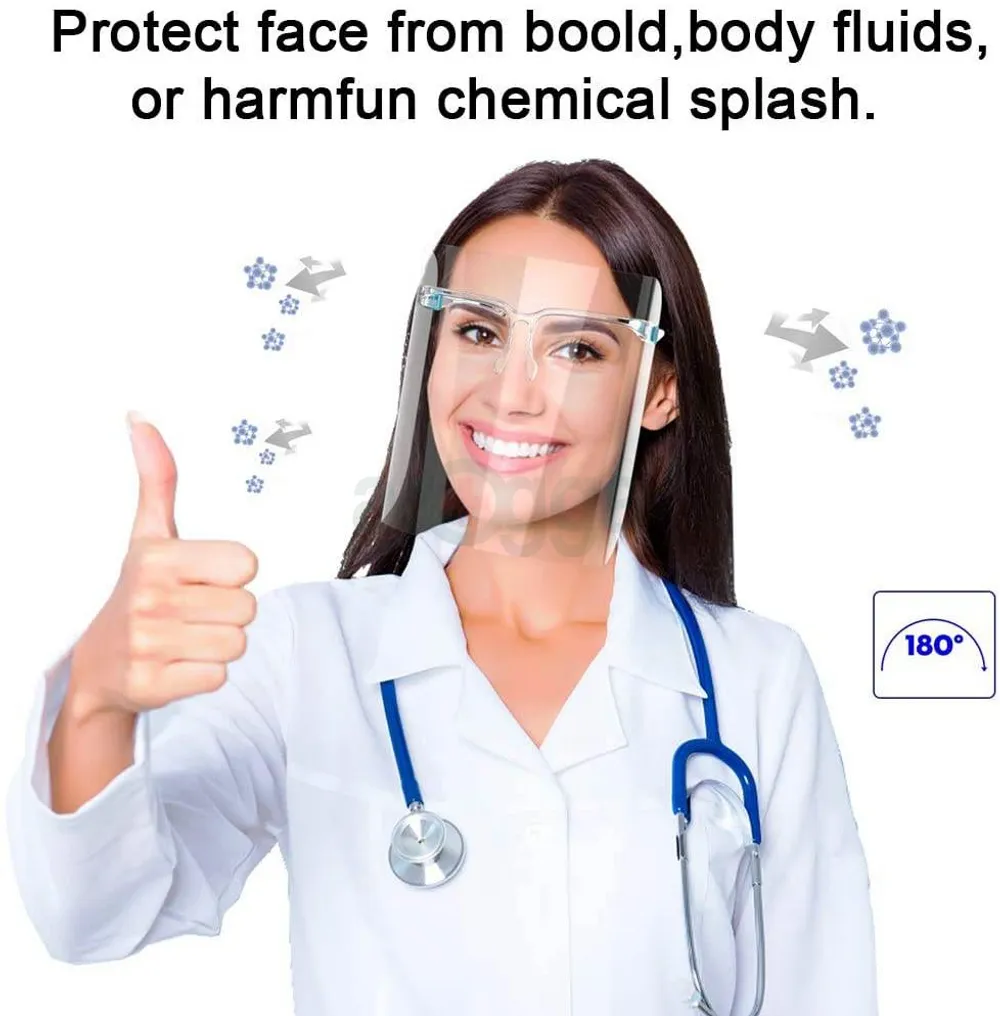 Protect face from boold,body fluids,
or harmfun chemical splash.
180°